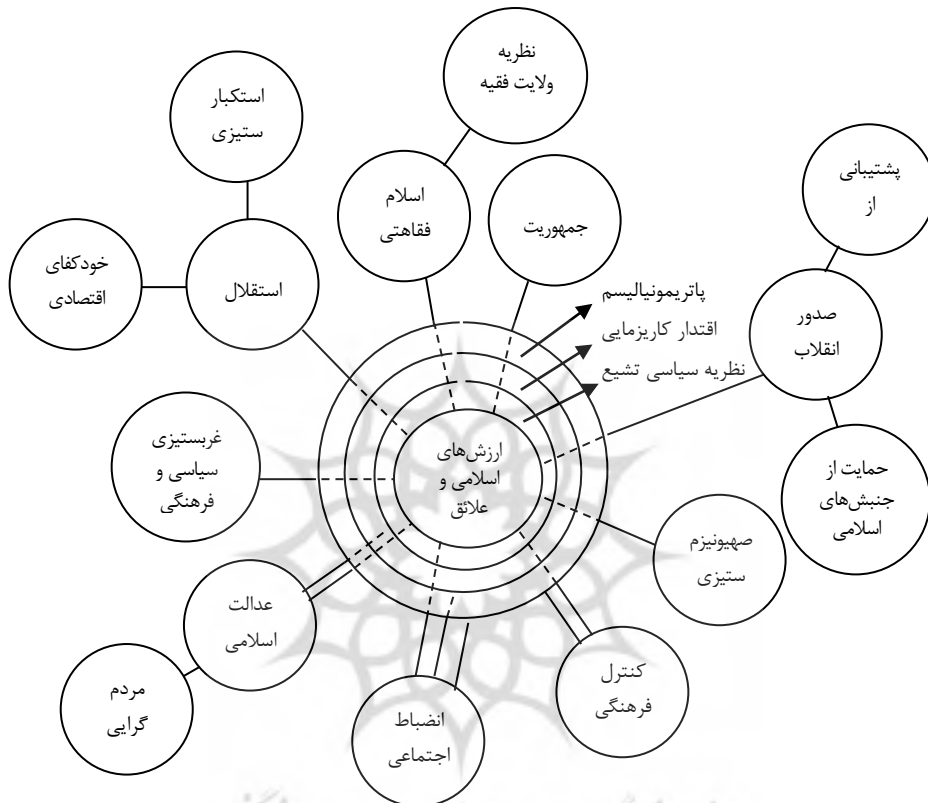 نظریه
ولایت فقیه
استکبار
ستیزی
پشتیبانی
از
اسلام
فقاهتی
جمهوریت
خودکفای
اقتصادی
استقلال
صدور
انقلاب
پاتریمونیالیسم
اقتدار کاریزمایی
نظریه سیاسی تشیع
غربستیزی
سیاسی و
فرهنگی
ارزش‌های
اسلامی و
علائق
حمایت از
جنبش‌های
اسلامی
صهیونیزم
ستیزی
عدالت
اسلامی
کنترل
فرهنگی
مردم
گرایی
انضباط
اجتماعی